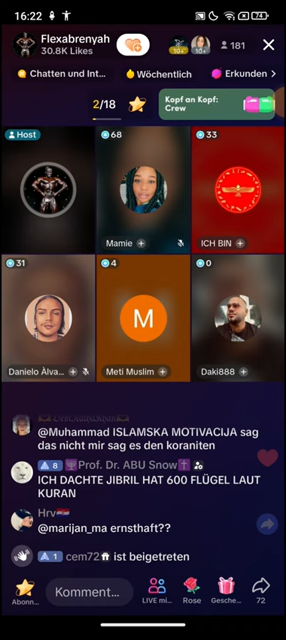 16:22
74
Flexabrenyah
30.8K Likes
10+
10+
181
Chatten und Int...
Wöchentlich
Erkunden
2/18
Kopf an Kopf:
Crew
Host
68
33
Mamie
ICH BIN
31
4
0
M
Danielo Àlva...
Meti Muslim
Daki888
@Muhammad ISLAMSKA MOTIVACIJA sag
das nicht mir sag es den koraniten
8 Prof. Dr. ABU Snow
ICH DACHTE JIBRIL HAT 600 FLÜGEL LAUT
KURAN
Hrv
@marijan_ma ernsthaft??
1 cem72 ist beigetreten
Abonn...
Komment...
LIVE mi...
Rose
Gesche...
72